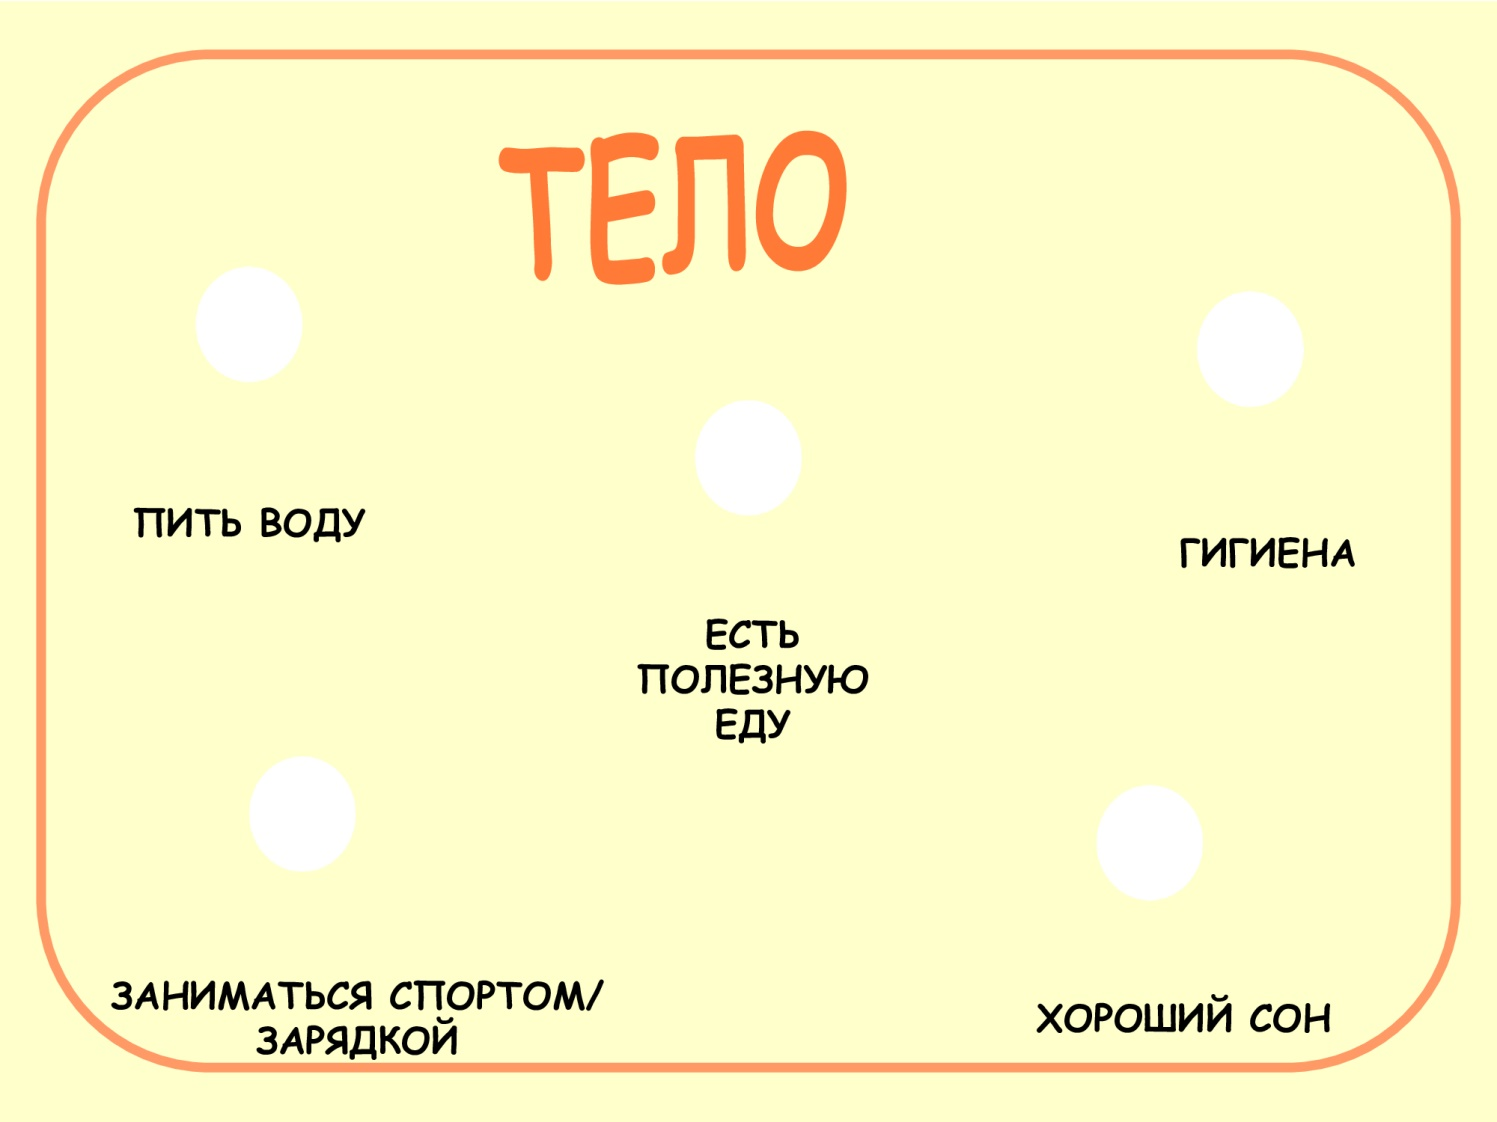 ТЕЛО
ПИТЬ ВОДУ
ГИГИЕНА
ЕСТЬ
ПОЛЕЗНУЮ
ЕДУ
ЗАНИМАТЬСЯ СПОРТОМ/
ЗАРЯДКОЙ
ХОРОШИЙ СОН